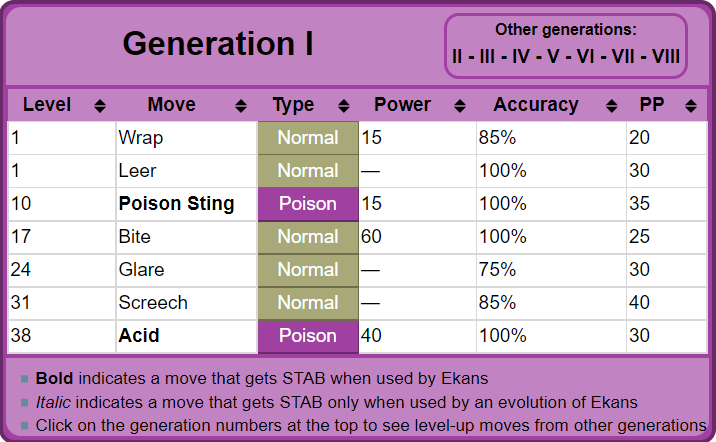 Generation I
Other generations:
II - III - IV - V - VI - VII - VIII
Level Move Type Power Accuracy PP
1 Wrap Normal 15 85% 20
1 Leer Normal — 100% 30
10 Poison Sting Poison 15 100% 35
17 Bite Normal 60 100% 25
24 Glare Normal — 75% 30
31 Screech Normal — 85% 40
38 Acid Poison 40 100% 30
Bold indicates a move that gets STAB when used by Ekans
Italic indicates a move that gets STAB only when used by an evolution of Ekans
Click on the generation numbers at the top to see level-up moves from other generations